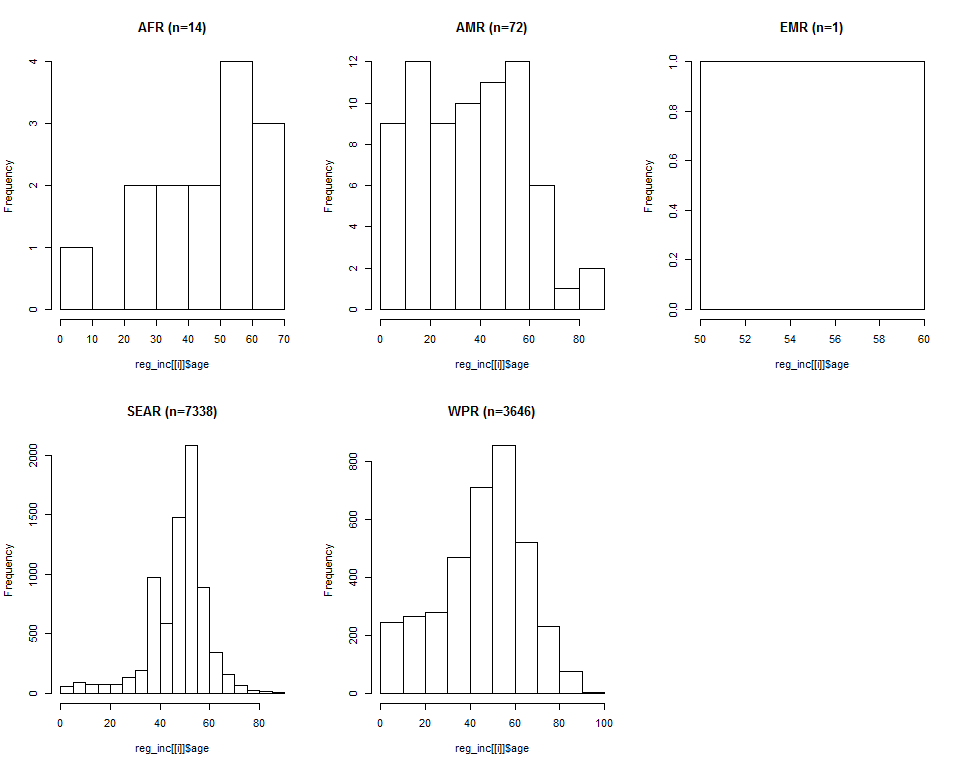 AFR (n=14)
Frequency
4
3
2
1
0
0 10 20 30 40 50 60 70
reg_inc[[i]]$age
AMR (n=72)
Frequency
12
10
8
6
4
2
0
0 20 40 60 80
reg_inc[[i]]$age
EMR (n=1)
Frequency
1.0
0.8
0.6
0.4
0.2
0.0
50 52 54 56 58 60
reg_inc[[i]]$age
SEAR (n=7338)
Frequency
2000
1500
1000
500
0
0 20 40 60 80
reg_inc[[i]]$age
WPR (n=3646)
Frequency
800
600
400
200
0
0 20 40 60 80 100
reg_inc[[i]]$age